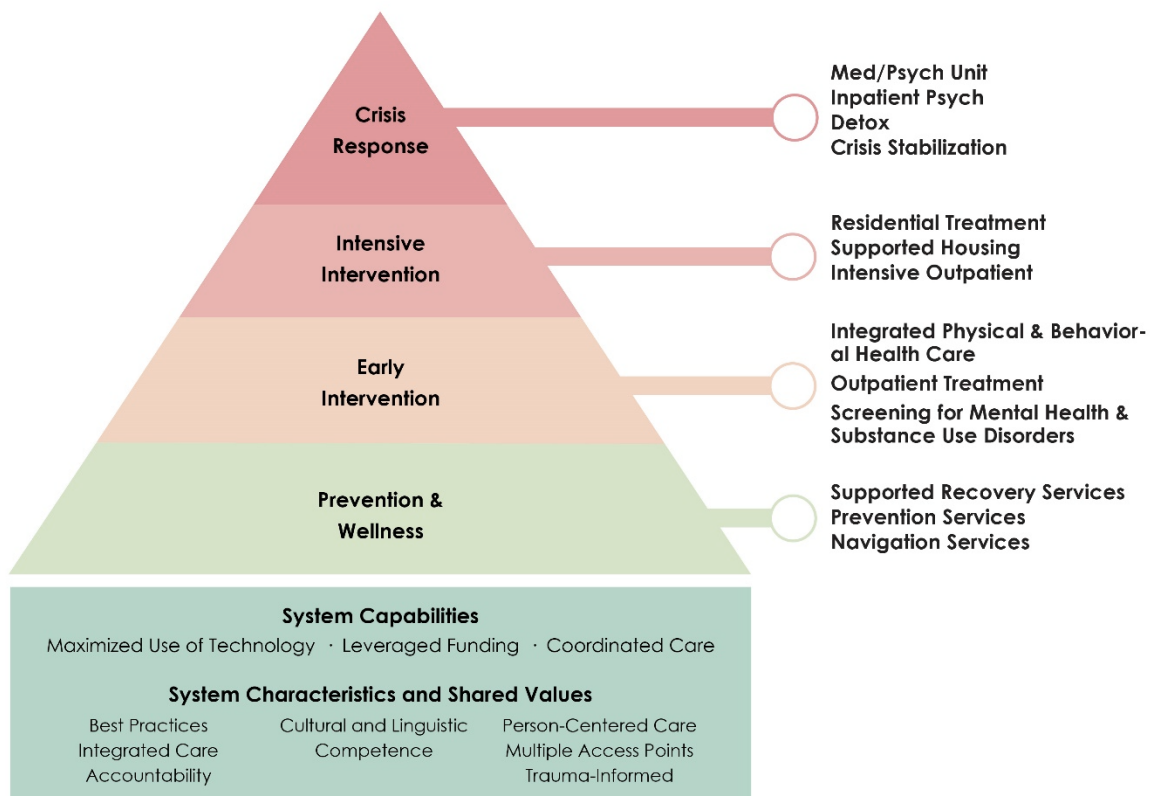 Crisis
Response
Med/Psych Unit
Inpatient Psych
Detox
Crisis Stabilization
Intensive
Intervention
Residential Treatment
Supported Housing
Intensive Outpatient
Early
Intervention
Integrated Physical & Behavior-
al Health Care
Outpatient Treatment
Screening for Mental Health &
Substance Use Disorders
Prevention &
Wellness
Supported Recovery Services
Prevention Services
Navigation Services
System Capabilities
Maximized Use of Technology · Leveraged Funding · Coordinated Care
System Characteristics and Shared Values
Best Practices
Integrated Care
Accountability
Cultural and Linguistic
Competence
Person-Centered Care
Multiple Access Points
Trauma-Informed